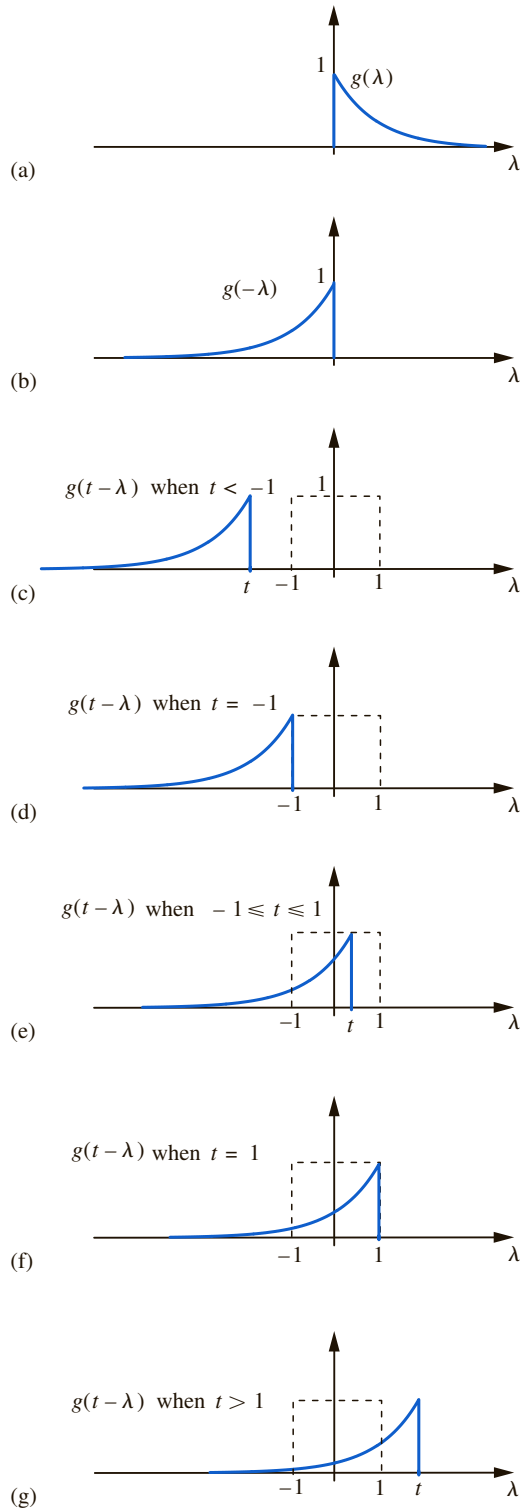 1
g(λ)
(a)
λ
1
g(−λ)
(b)
λ
g(t−λ) when t < −1
1
t
−1
1
λ
(c)
g(t−λ) when t = −1
−1
1
λ
(d)
g(t−λ) when − 1 ⩽ t ⩽ 1
−1
t
1
λ
(e)
g(t−λ) when t = 1
−1
1
λ
(f)
g(t−λ) when t > 1
−1
1
t
λ
(g)